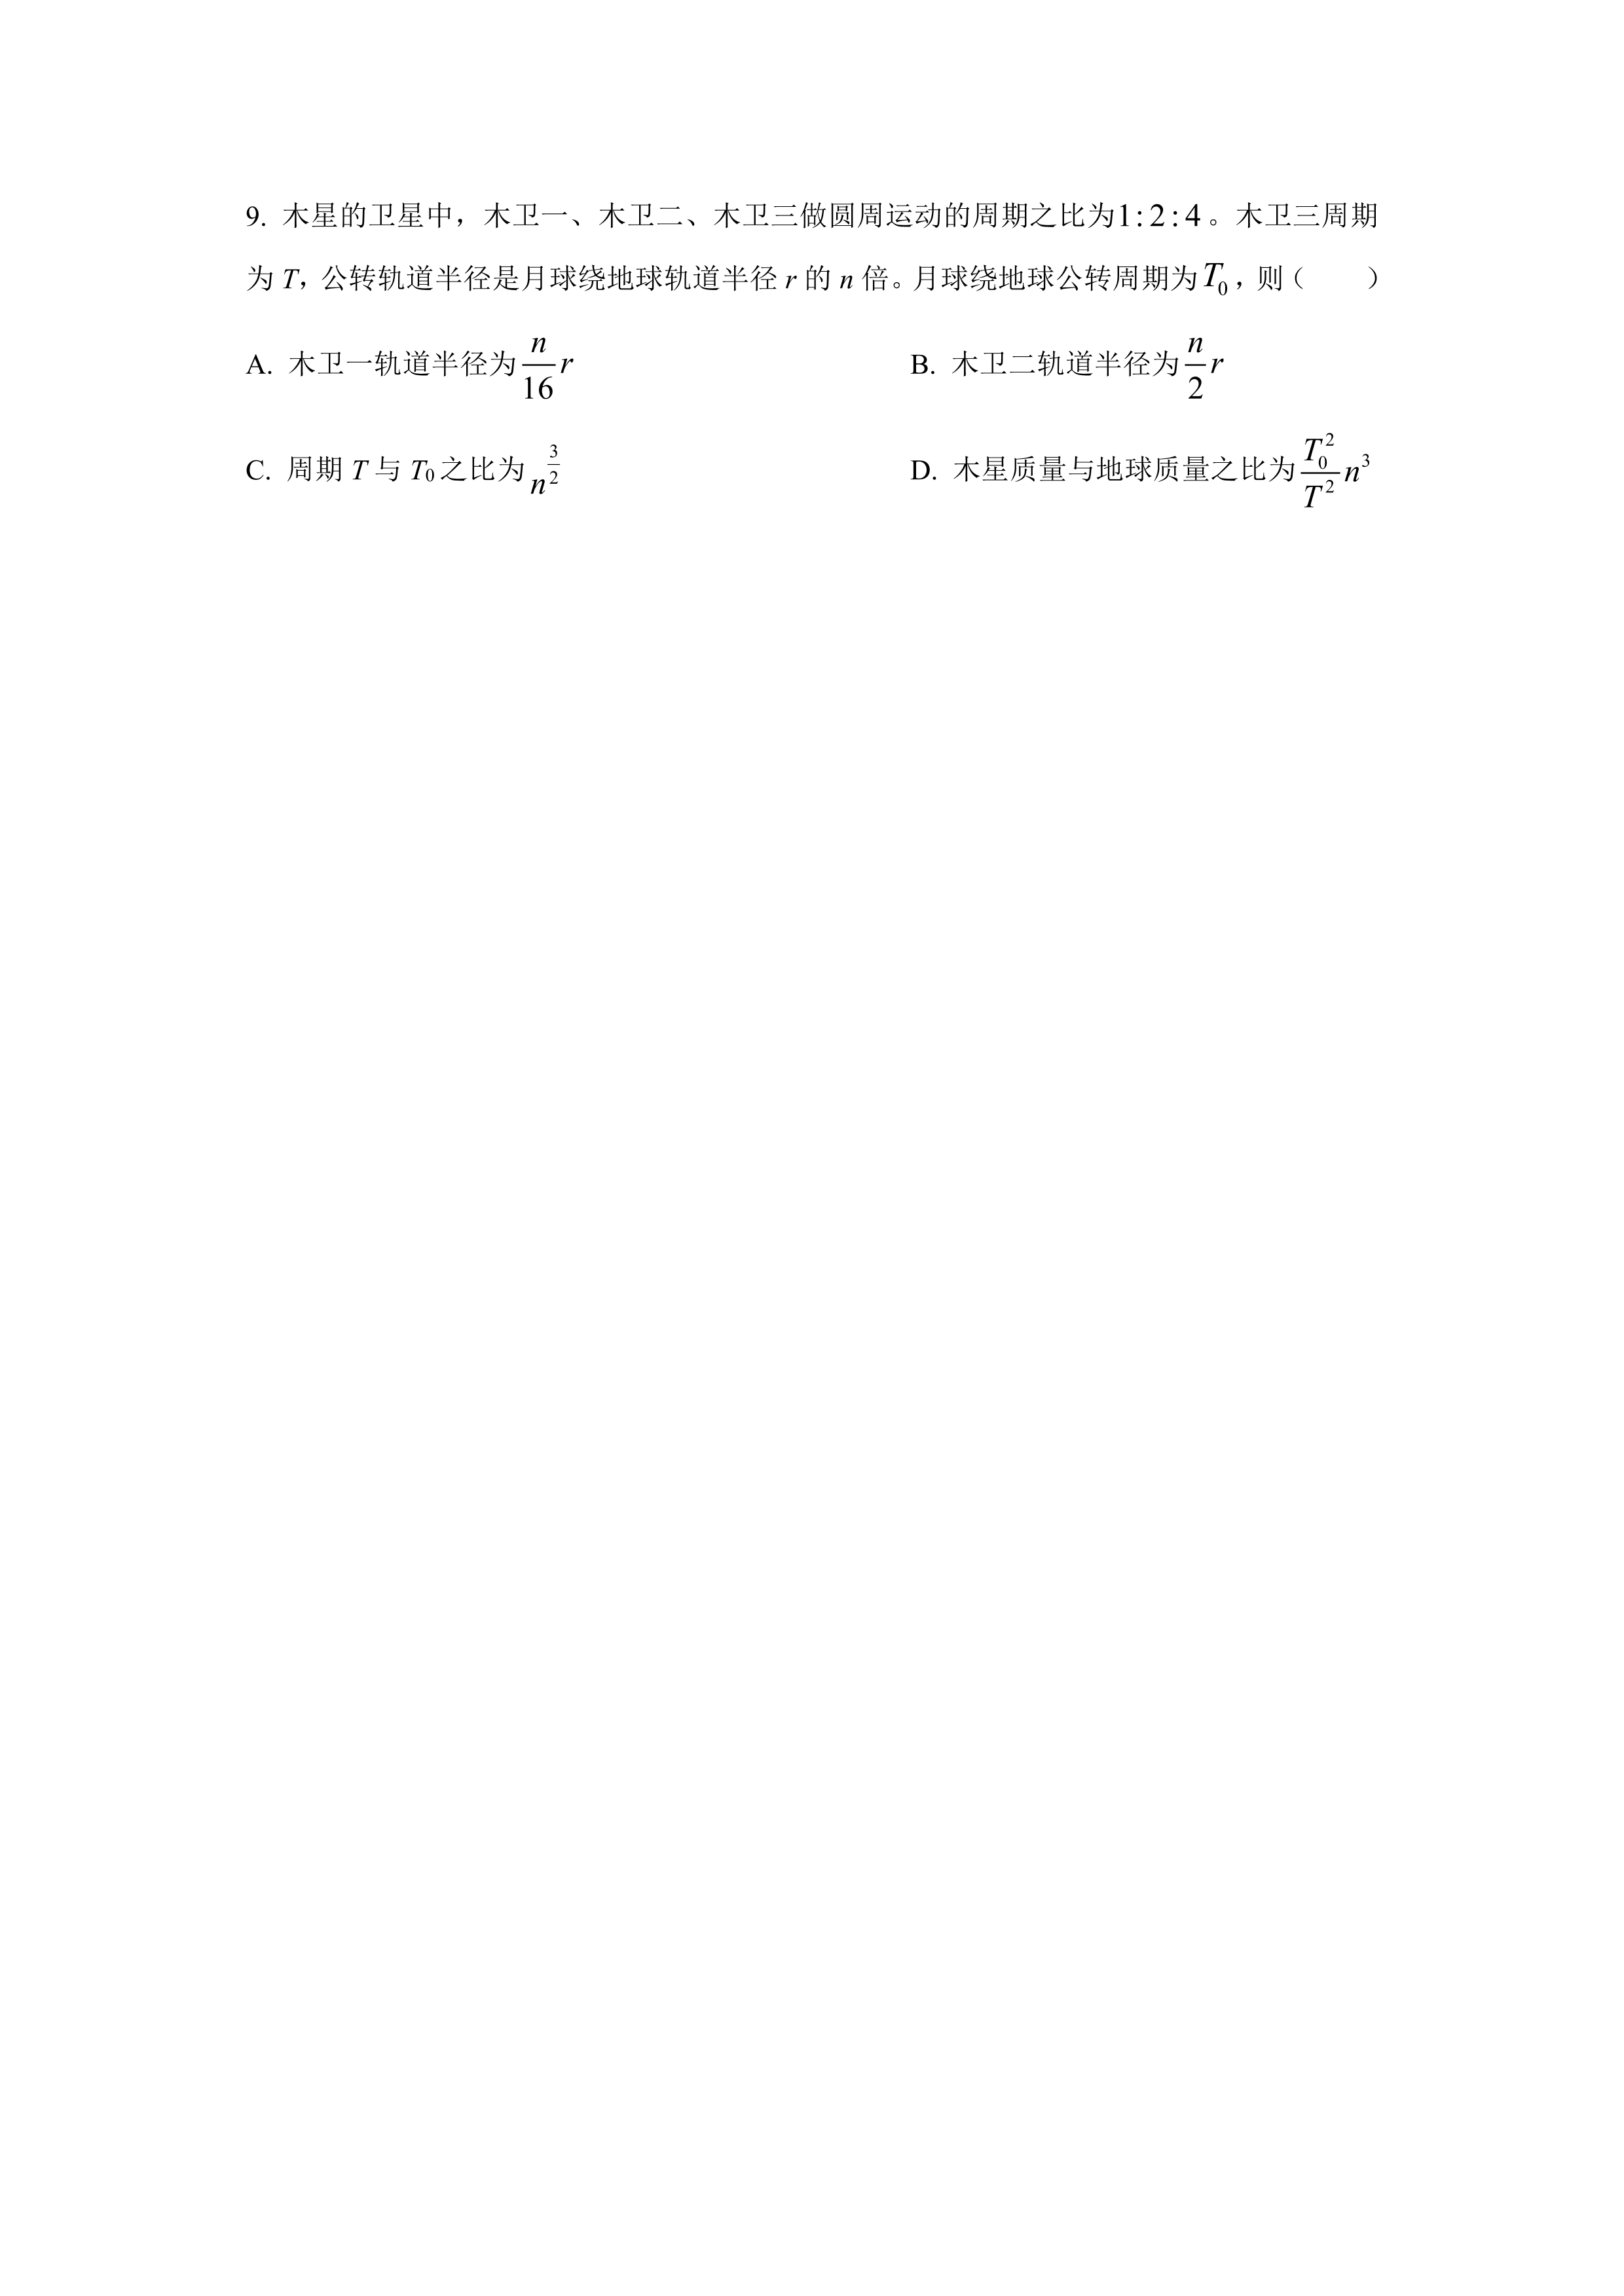 9. 木星的卫星中，木卫一、木卫二、木卫三做圆周运动的周期之比为1:2:4。木卫三周期
为 T，公转轨道半径是月球绕地球轨道半径 r 的 n 倍。月球绕地球公转周期为 $T_0$，则（　　）
A. 木卫一轨道半径为 $\frac{n}{16}r$　　B. 木卫二轨道半径为 $\frac{n}{2}r$
C. 周期 T 与 $T_0$ 之比为 $n^{\frac{3}{2}}$　　D. 木星质量与地球质量之比为 $\frac{T_0^2}{T^2}n^3$